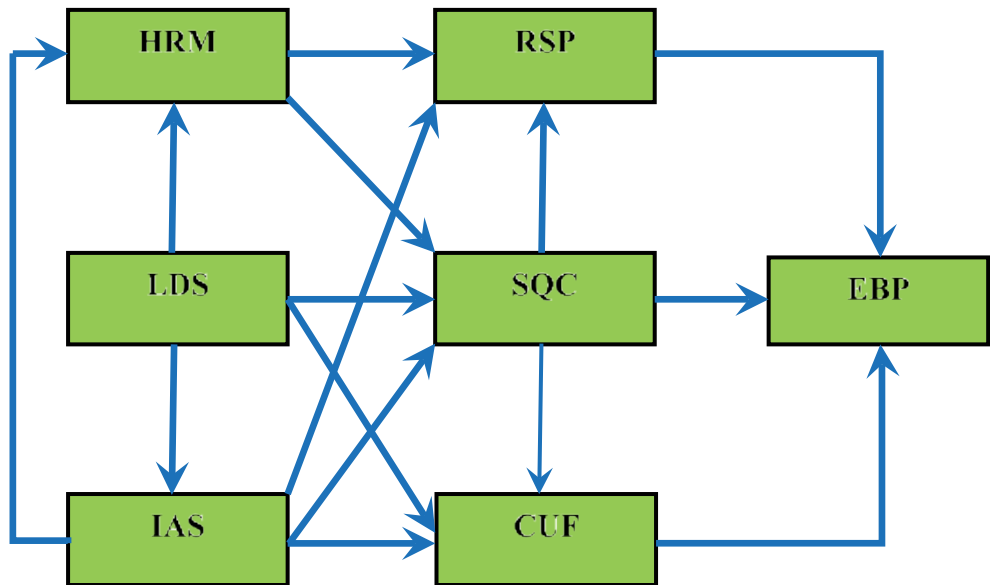 HRM
RSP
LDS
SQC
EBP
IAS
CUF